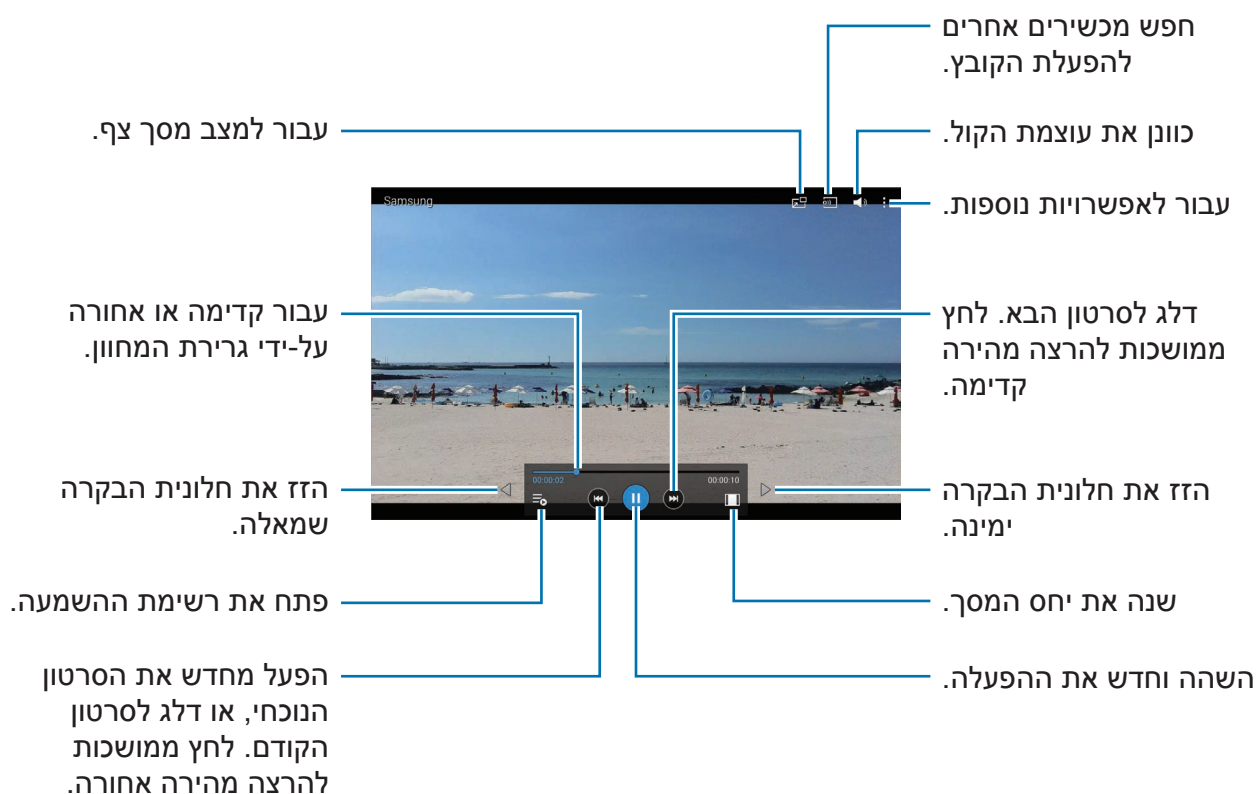 חפש מכשירים אחרים
להפעלת הקובץ.
כוונן את עוצמת הקול.
עבור למצב מסך צף.
עבור לאפשרויות נוספות.
Samsung
דלג לסרטון הבא. לחץ
ממושכות להרצה מהירה
קדימה.
עבור קדימה או אחורה
על-ידי גרירת המחוון.
00:00:02
00:00:10
הזז את חלונית הבקרה
ימינה.
הזז את חלונית הבקרה
שמאלה.
שנה את יחס המסך.
פתח את רשימת ההשמעה.
השהה וחדש את ההפעלה.
הפעל מחדש את הסרטון
הנוכחי, או דלג לסרטון
הקודם. לחץ ממושכות
להרצה מהירה אחורה.